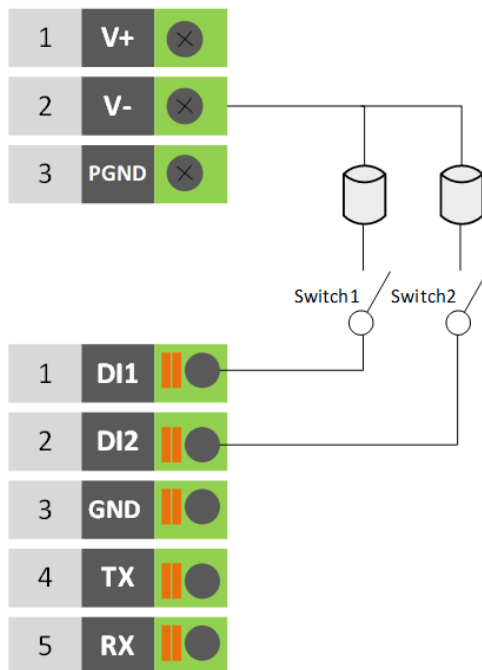 1 V+
2 V-
3 PGND
Switch1 Switch2
1 DI1
2 DI2
3 GND
4 TX
5 RX